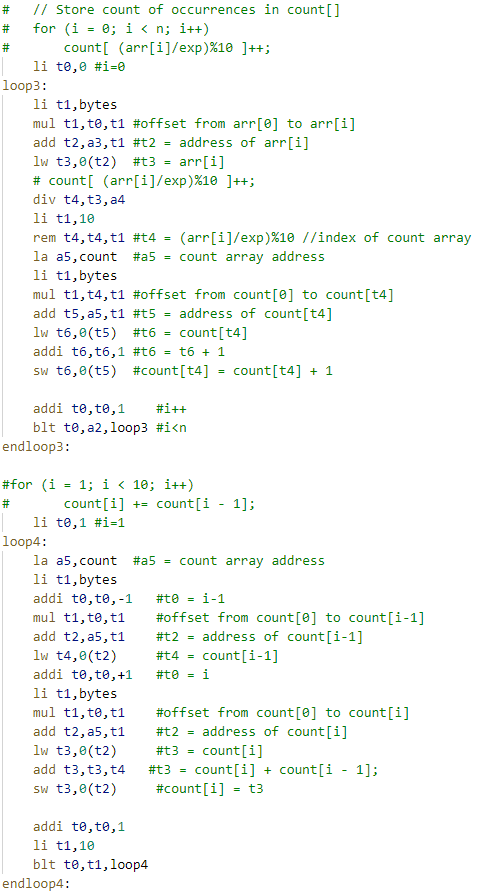 #   // Store count of occurrences in count[]
#   for (i = 0; i < n; i++)
#       count[ (arr[i]/exp)%10 ]++;
    li t0,0 #i=0
loop3:
    li t1,bytes
    mul t1,t0,t1 #offset from arr[0] to arr[i]
    add t2,a3,t1 #t2 = address of arr[i]
    lw t3,0(t2)  #t3 = arr[i]
    # count[ (arr[i]/exp)%10 ]++;
    div t4,t3,a4
    li t1,10
    rem t4,t4,t1 #t4 = (arr[i]/exp)%10 //index of count array
    la a5,count  #a5 = count array address
    li t1,bytes
    mul t1,t4,t1 #offset from count[0] to count[t4]
    add t5,a5,t1 #t5 = address of count[t4]
    lw t6,0(t5)  #t6 = count[t4]
    addi t6,t6,1 #t6 = t6 + 1
    sw t6,0(t5)  #count[t4] = count[t4] + 1

    addi t0,t0,1    #i++
    blt t0,a2,loop3 #i<n
endloop3:

#for (i = 1; i < 10; i++)
#       count[i] += count[i - 1];
    li t0,1 #i=1
loop4:
    la a5,count  #a5 = count array address
    li t1,bytes
    addi t0,t0,-1   #t0 = i-1
    mul t1,t0,t1    #offset from count[0] to count[i-1]
    add t2,a5,t1    #t2 = address of count[i-1]
    lw t4,0(t2)     #t4 = count[i-1]
    addi t0,t0,+1   #t0 = i
    li t1,bytes
    mul t1,t0,t1    #offset from count[0] to count[i]
    add t2,a5,t1    #t2 = address of count[i]
    lw t3,0(t2)     #t3 = count[i]
    add t3,t3,t4   #t3 = count[i] + count[i - 1];
    sw t3,0(t2)     #count[i] = t3

    addi t0,t0,1
    li t1,10
    blt t0,t1,loop4
endloop4: